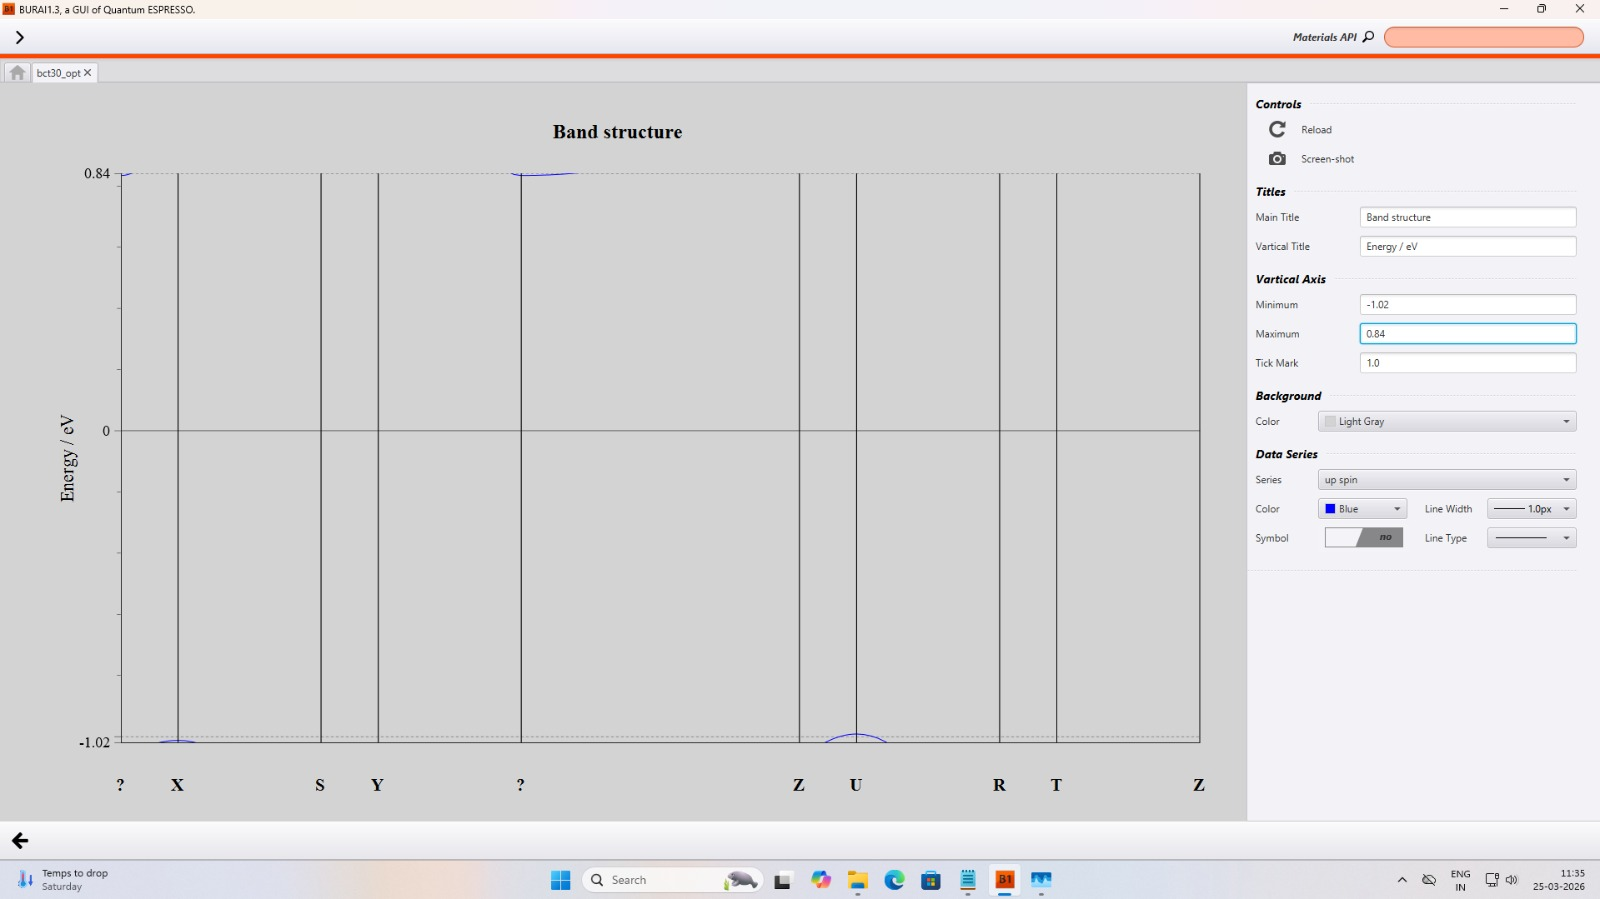 BURAI1.3, a GUI of Quantum ESPRESSO.
Materials API
bct30_opt
Band structure
0.84
0
-1.02
Energy / eV
? X S Y ? Z U R T Z
Controls
Reload
Screen-shot
Titles
Main Title Band structure
Vartical Title Energy / eV
Vartical Axis
Minimum -1.02
Maximum 0.84
Tick Mark 1.0
Background
Color Light Gray
Data Series
Series up spin
Color Blue Line Width 1.0px
Symbol no Line Type
Temps to drop
Saturday
Search
B1
ENG
IN
11:35
25-03-2026